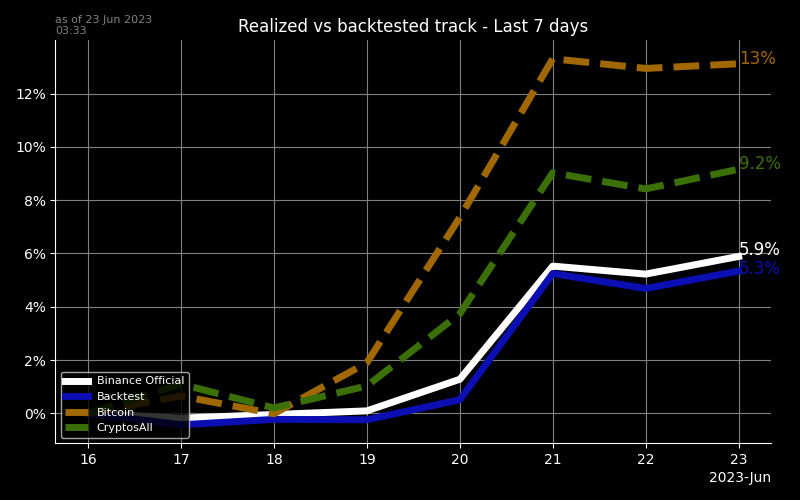 as of 23 Jun 2023
03:33
Realized vs backtested track - Last 7 days
13%
12%
10%
9.2%
8%
6%
5.9%
5.3%
4%
2%
0%
Binance Official
Backtest
Bitcoin
CryptosAll
16 17 18 19 20 21 22 23
2023-Jun